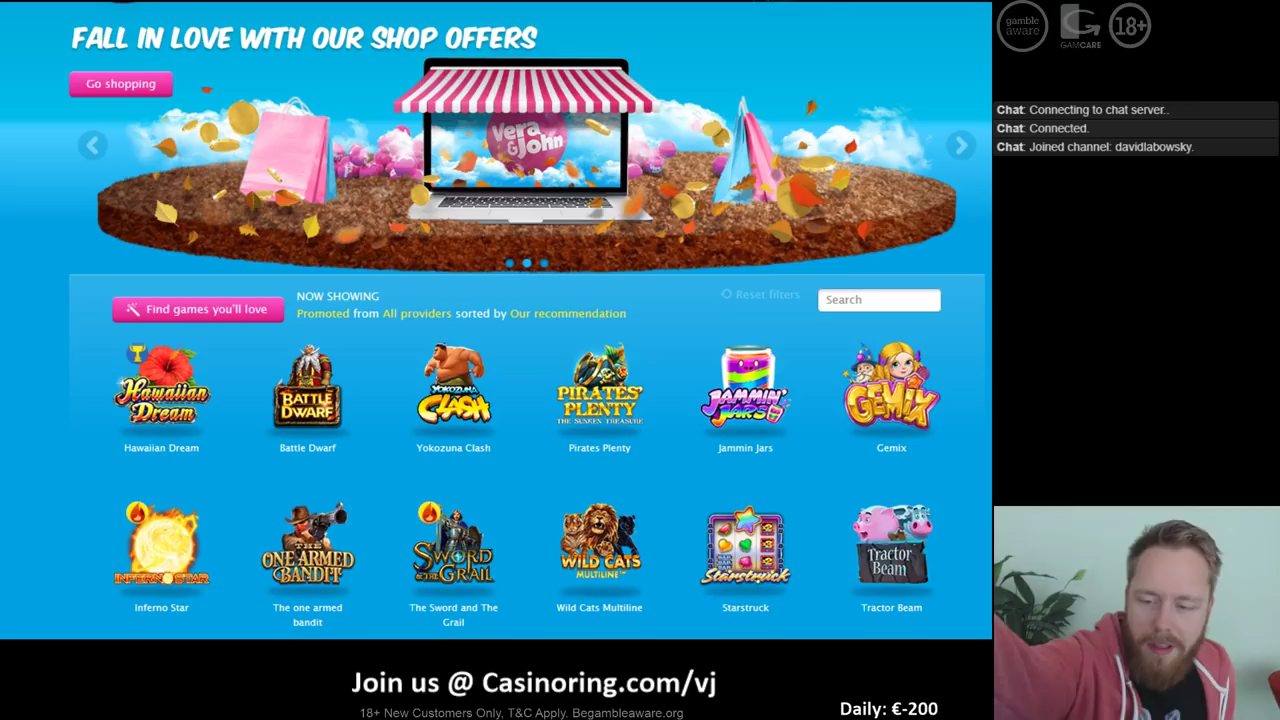 FALL IN LOVE WITH OUR SHOP OFFERS
Go shopping
Vera
&John
gamble
aware
GAMCARE
18+
Chat: Connecting to chat server..
Chat: Connected.
Chat: Joined channel: davidlabowsky.
Find games you'll love
NOW SHOWING
Promoted from All providers sorted by Our recommendation
Reset filters
Search
Hawaiian
Dream
BATTLE
DWARF
YOKOZUNA
CLASH
PIRATES'
PLENTY
THE SUNKEN TREASURE
JAMMIN'
JARS
GEMIX
Hawaiian Dream
Battle Dwarf
Yokozuna Clash
Pirates Plenty
Jammin Jars
Gemix
INFERNO STAR
THE
ONE ARMED
BANDIT
SWORD
THE GRAIL
WILD CATS
MULTILINE™
Starstruck
Tractor
Beam
Inferno Star
The one armed
bandit
The Sword and The
Grail
Wild Cats Multiline
Starstruck
Tractor Beam
Join us @ Casinoring.com/vj
18+ New Customers Only, T&C Apply. Begambleaware.org
Daily: €-200